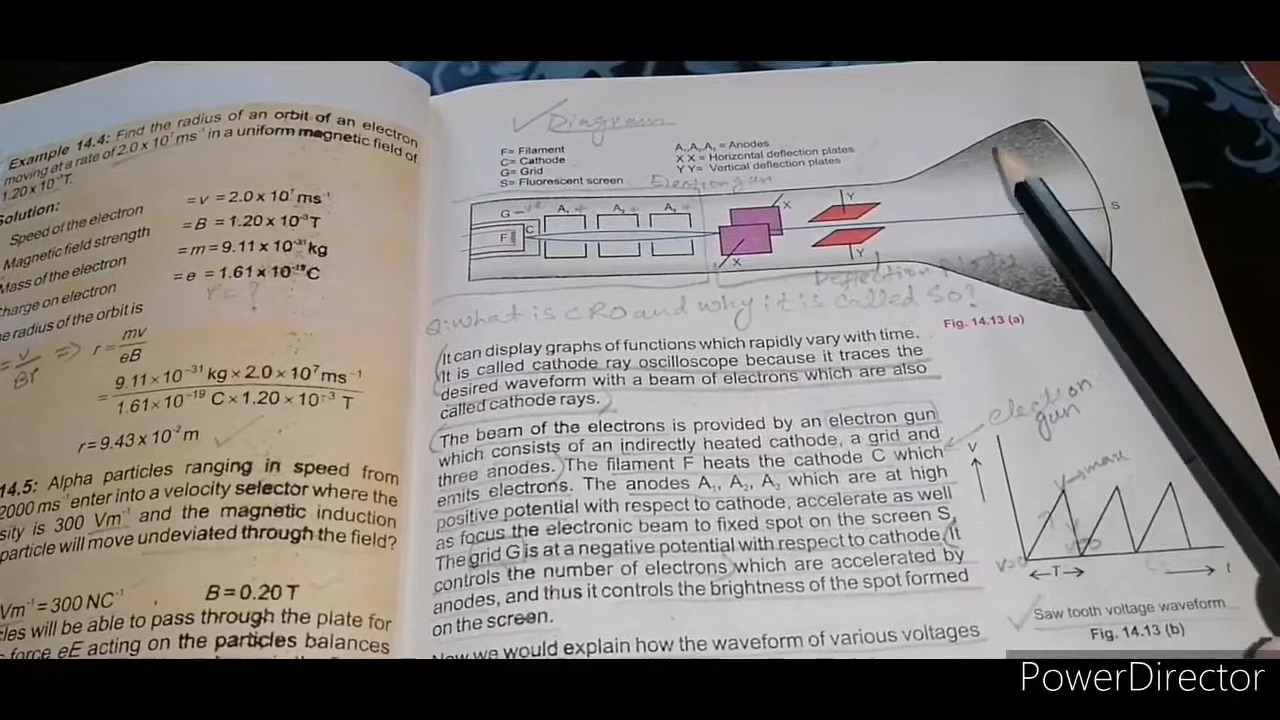 Example 14.4: Find the radius of an orbit of an electron
moving at a rate of 2.0 x 10⁷ ms⁻¹ in a uniform magnetic field of
1.20 x 10⁻³T.
Solution:
Speed of the electron = v = 2.0 x 10⁷ ms⁻¹
Magnetic field strength = B = 1.20 x 10⁻³T
Mass of the electron = m = 9.11 x 10⁻³¹ kg
Charge on electron = e = 1.61 x 10⁻¹⁹ C
r = ?
e radius of the orbit is
= v/Br => r = mv/eB
= 9.11 × 10⁻³¹ kg × 2.0 × 10⁷ ms⁻¹ / 1.61 × 10⁻¹⁹ C × 1.20 × 10⁻³ T
r = 9.43 x 10⁻² m
14.5: Alpha particles ranging in speed from
2000 ms⁻¹ enter into a velocity selector where the
sity is 300 Vm⁻¹ and the magnetic induction
particle will move undeviated through the field?
Vm⁻¹ = 300 NC⁻¹ , B = 0.20 T
les will be able to pass through the plate for
force eE acting on the particles balances
✓ Diagram
F= Filament
C= Cathode
G= Grid
S= Fluorescent screen
A₁,A₂,A₃ = Anodes
X X = Horizontal deflection plates
Y Y= Vertical deflection plates
Electron gun
G -ve A₁ + A₂ + A₃ +
F C X X Y Y S
Deflection Plates
Q: what is CRO and why it is called so?
Fig. 14.13 (a)
It can display graphs of functions which rapidly vary with time.
It is called cathode ray oscilloscope because it traces the
desired waveform with a beam of electrons which are also
called cathode rays.
The beam of the electrons is provided by an electron gun
which consists of an indirectly heated cathode, a grid and
three anodes. The filament F heats the cathode C which
emits electrons. The anodes A₁, A₂, A₃ which are at high
positive potential with respect to cathode, accelerate as well
as focus the electronic beam to fixed spot on the screen S.
The grid G is at a negative potential with respect to cathode. It
controls the number of electrons which are accelerated by
anodes, and thus it controls the brightness of the spot formed
on the screen.
Now we would explain how the waveform of various voltages
electron
gun
V
V→max
V=0
T
t
Saw tooth voltage waveform
Fig. 14.13 (b)
PowerDirector